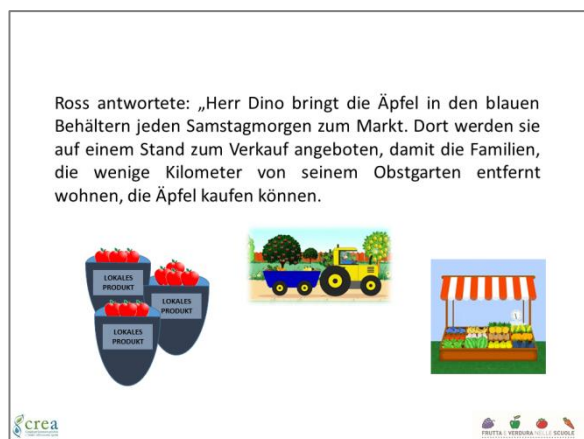 Ross antwortete: „Herr Dino bringt die Äpfel in den blauen
Behältern jeden Samstagmorgen zum Markt. Dort werden sie
auf einem Stand zum Verkauf angeboten, damit die Familien,
die wenige Kilometer von seinem Obstgarten entfernt
wohnen, die Äpfel kaufen können.
LOKALES
PRODUKT
LOKALES
PRODUKT
LOKALES
PRODUKT
crea
FRUTTA E VERDURA NELLE SCUOLE